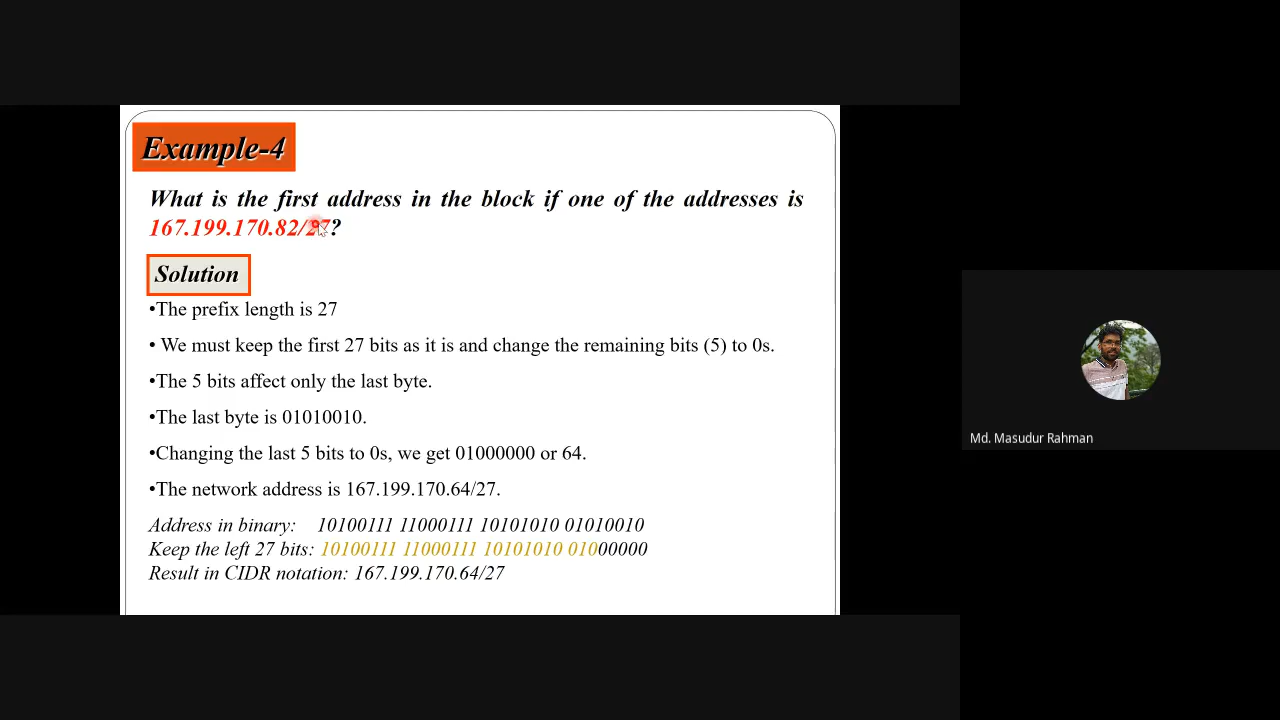 Example-4
What is the first address in the block if one of the addresses is
167.199.170.82/27?
Solution
•The prefix length is 27
• We must keep the first 27 bits as it is and change the remaining bits (5) to 0s.
•The 5 bits affect only the last byte.
•The last byte is 01010010.
•Changing the last 5 bits to 0s, we get 01000000 or 64.
•The network address is 167.199.170.64/27.
Address in binary: 10100111 11000111 10101010 01010010
Keep the left 27 bits: 10100111 11000111 10101010 01000000
Result in CIDR notation: 167.199.170.64/27
Md. Masudur Rahman